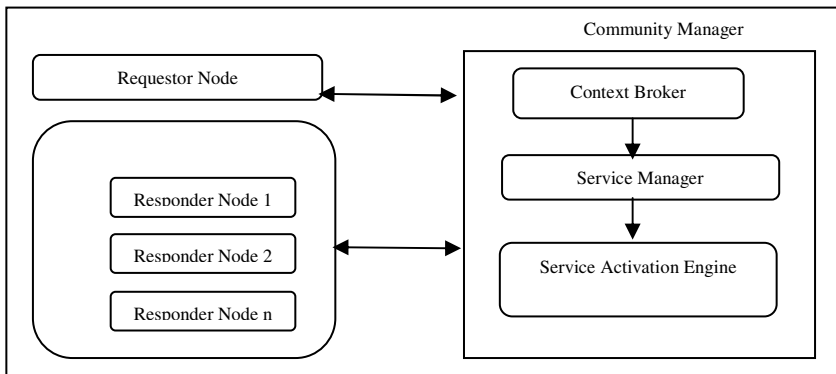 Community Manager
Requestor Node
Context Broker
Service Manager
Responder Node 1
Responder Node 2
Service Activation Engine
Responder Node n